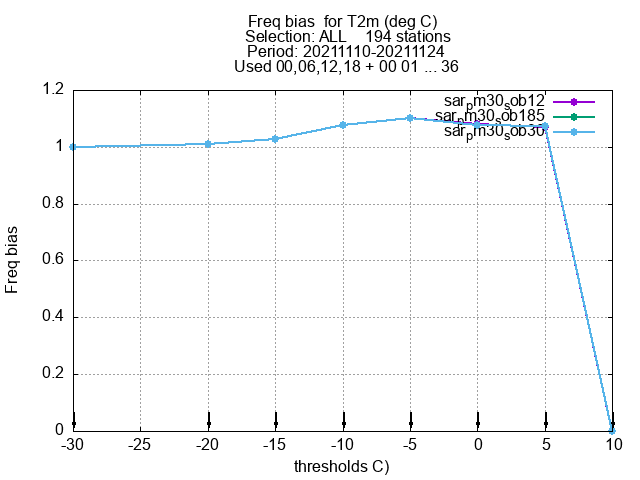 Freq bias  for T2m (deg C)
Selection: ALL    194 stations
Period: 20211110-20211124
Used 00,06,12,18 + 00 01 ... 36
sar_pm30_sob12
sar_pm30_sob185
sar_pm30_sob30
1.2
1
0.8
0.6
0.4
0.2
0
Freq bias
-30 -25 -20 -15 -10 -5 0 5 10
thresholds C)